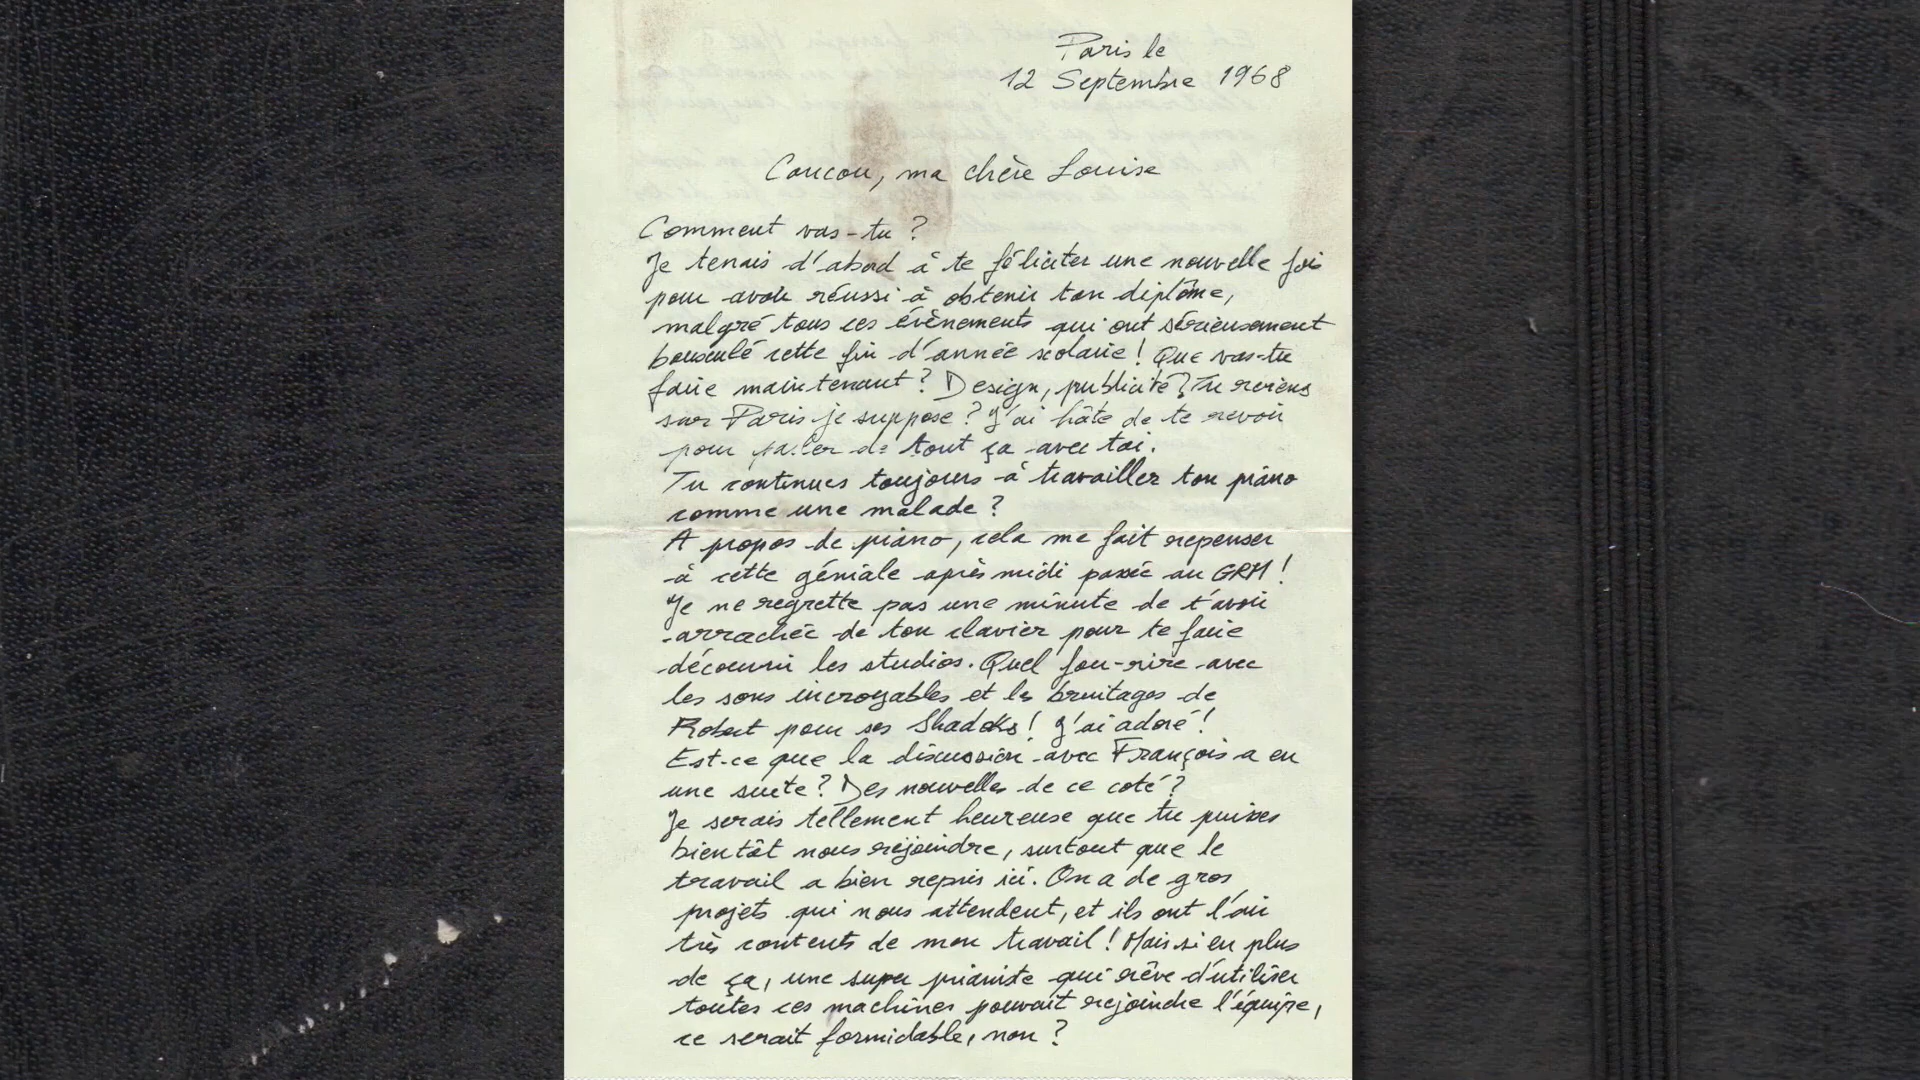 Paris le
12 Septembre 1968
Coucou, ma chère Louise
Comment vas-tu ?
Je tenais d'abord à te féliciter une nouvelle fois
pour avoir réussi à obtenir ton diplôme,
malgré tous ces évènements qui ont sérieusement
bousculé cette fin d'année scolaire ! Que vas-tu
faire maintenant ? Design, publicité ? Tu reviens
sur Paris je suppose ? J'ai hâte de te revoir
pour parler de tout ça avec toi.
Tu continues toujours à travailler ton piano
comme une malade ?
A propos de piano, cela me fait repenser
à cette géniale après midi passée au GRM !
Je ne regrette pas une minute de t'avoir
arrachée de ton clavier pour te faire
découvrir les studios. Quel fou-rire avec
les sons incroyables et les bruitages de
Robert pour ses Shadoks ! J'ai adoré !
Est-ce que la discussion avec François a eu
une suite ? Des nouvelles de ce coté ?
Je serais tellement heureuse que tu puisses
bientôt nous rejoindre, surtout que le
travail a bien repris ici. On a de gros
projets qui nous attendent, et ils ont l'air
très contents de mon travail ! Mais si en plus
de ça, une super pianiste qui rêve d'utiliser
toutes ces machines pouvait rejoindre l'équipe,
ce serait formidable, non ?